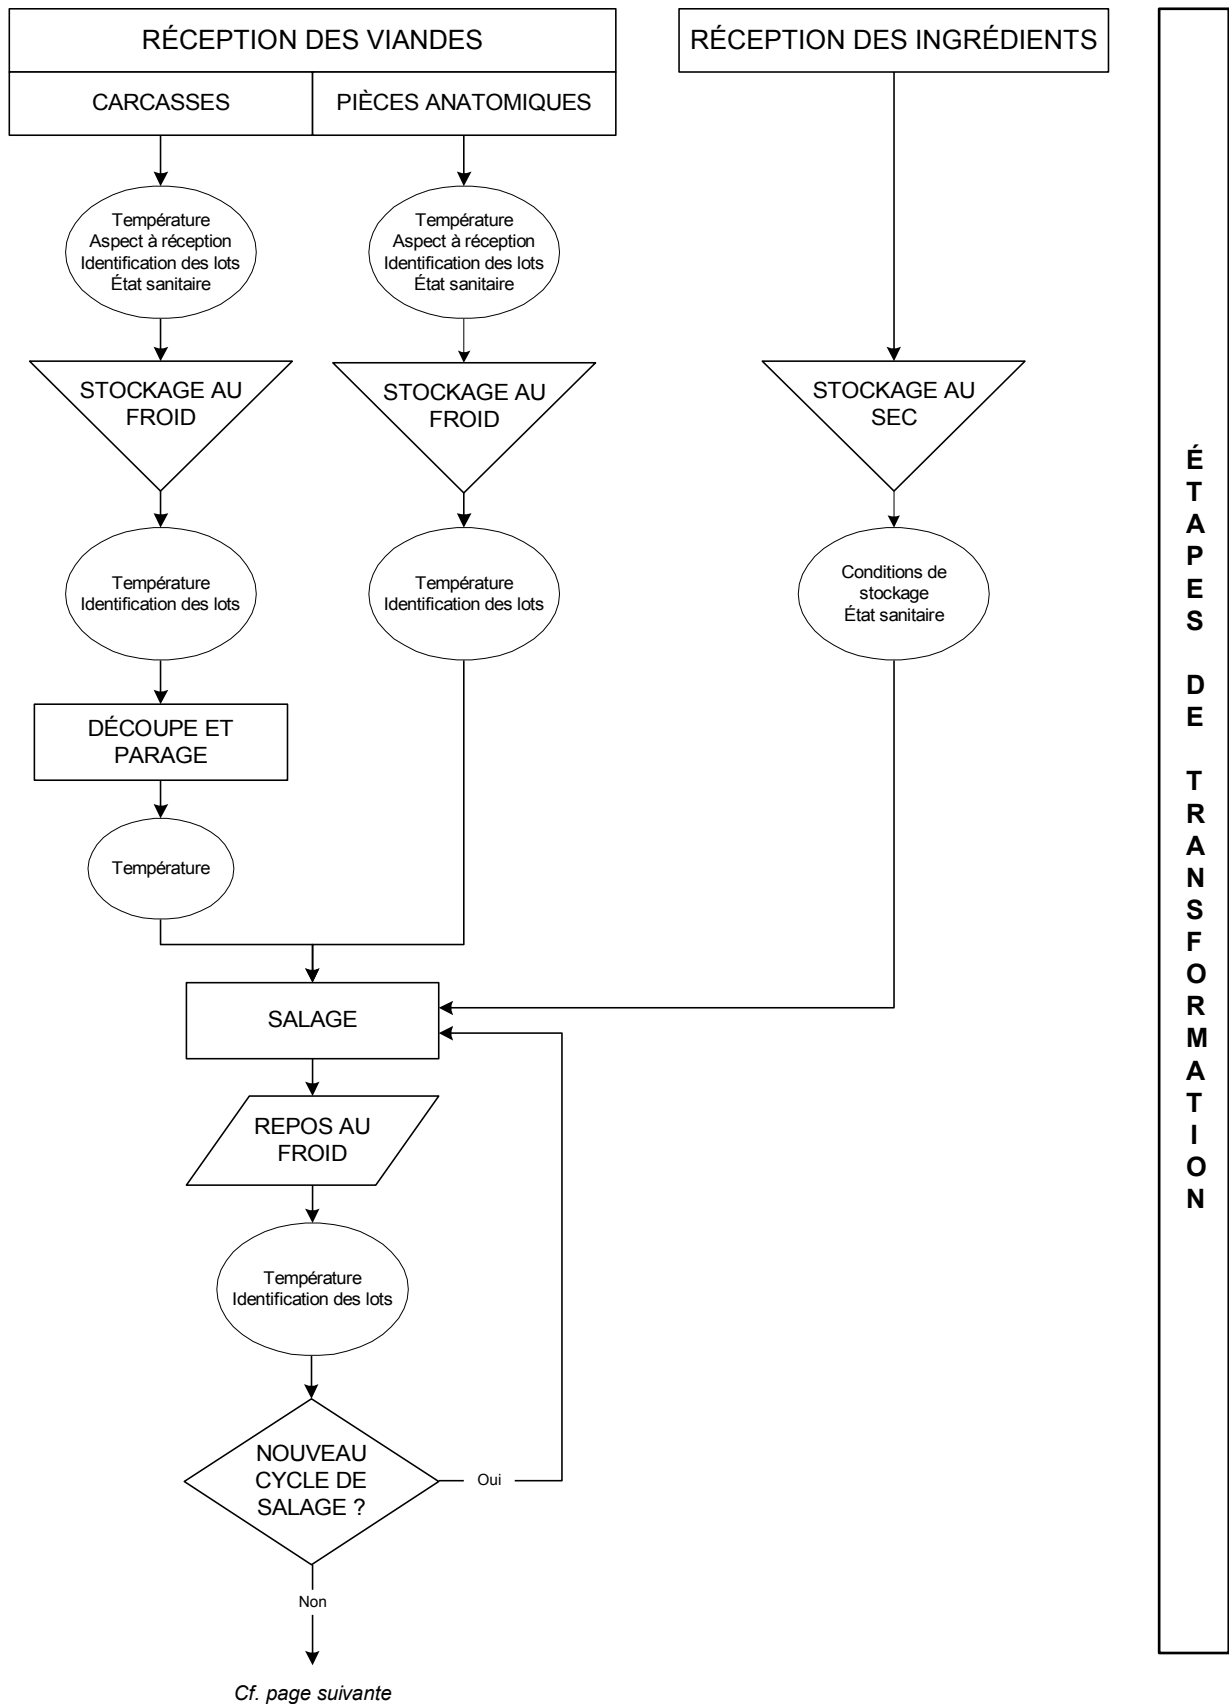 RÉCEPTION DES VIANDES
CARCASSES
PIÈCES ANATOMIQUES
RÉCEPTION DES INGRÉDIENTS
Température
Aspect à réception
Identification des lots
État sanitaire
Température
Aspect à réception
Identification des lots
État sanitaire
STOCKAGE AU
FROID
STOCKAGE AU
FROID
STOCKAGE AU
SEC
Température
Identification des lots
Température
Identification des lots
Conditions de
stockage
État sanitaire
DÉCOUPE ET
PARAGE
Température
SALAGE
REPOS AU
FROID
Température
Identification des lots
NOUVEAU
CYCLE DE
SALAGE ?
Oui
Non
Cf. page suivante
ÉTAPES DE TRANSFORMATION